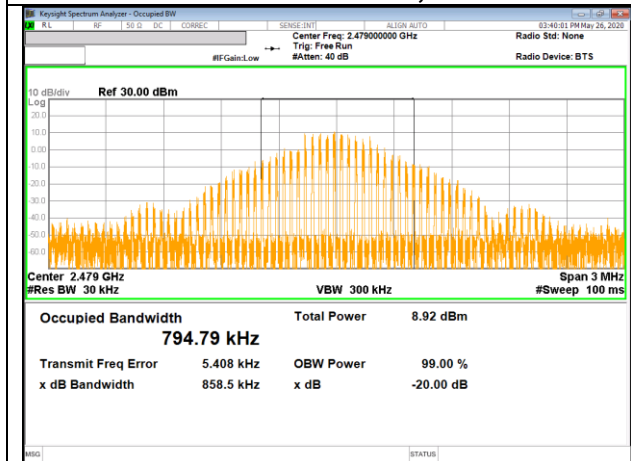 Keysight Spectrum Analyzer - Occupied BW
RL RF 50 Ω DC CORREC SENSE:INT ALIGN AUTO 03:40:01 PM May 26, 2020
Center Freq: 2.479000000 GHz Radio Std: None
Trig: Free Run
#IFGain:Low #Atten: 40 dB Radio Device: BTS
10 dB/div Ref 30.00 dBm
Log
20.0
10.0
0.00
-10.0
-20.0
-30.0
-40.0
-50.0
-60.0
Center 2.479 GHz Span 3 MHz
#Res BW 30 kHz VBW 300 kHz #Sweep 100 ms
Occupied Bandwidth Total Power 8.92 dBm
794.79 kHz
Transmit Freq Error 5.408 kHz OBW Power 99.00 %
x dB Bandwidth 858.5 kHz x dB -20.00 dB
MSG STATUS